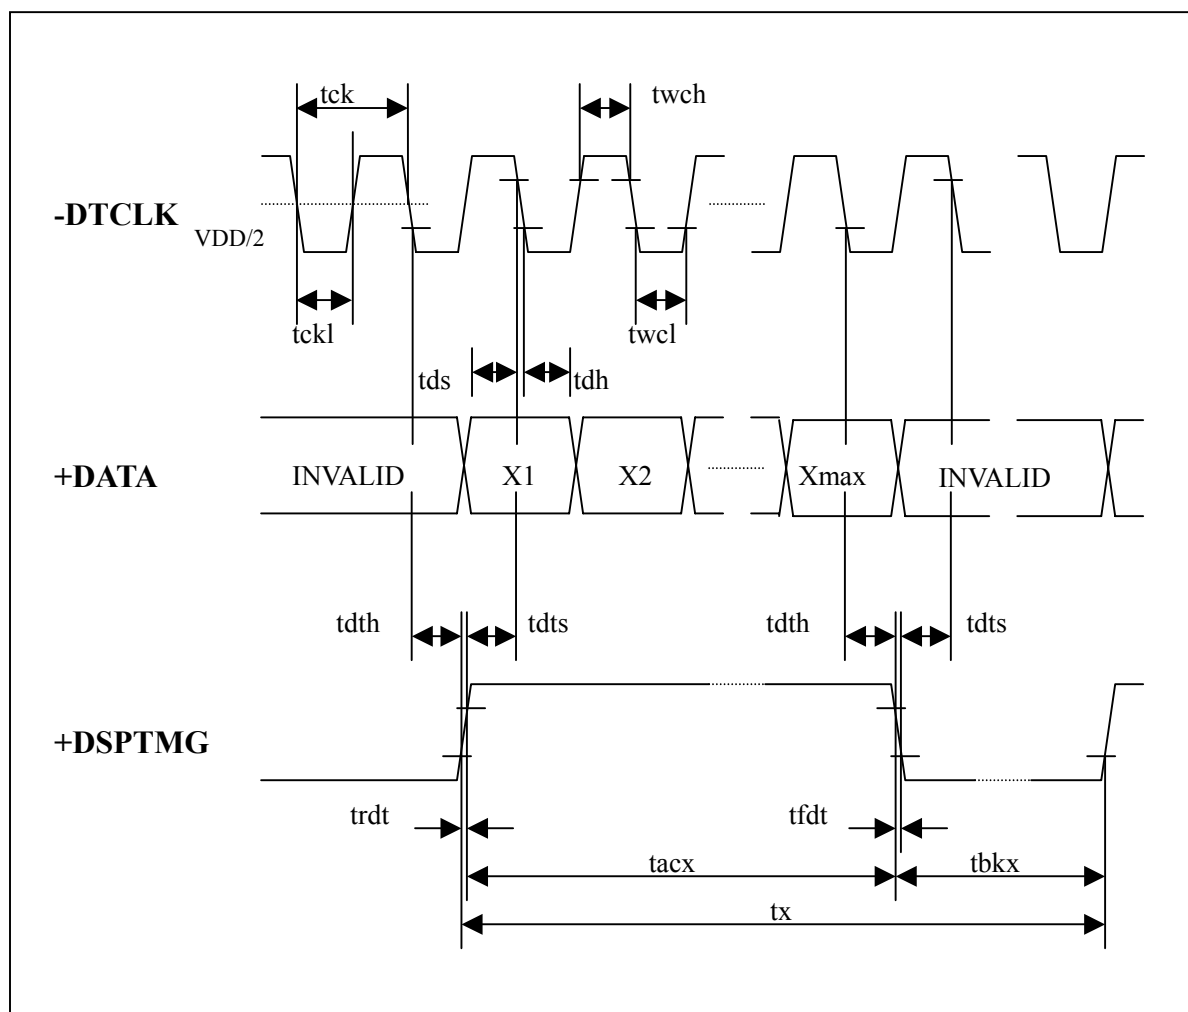 tck
twch
-DTCLK
VDD/2
tckl
twcl
tds
tdh
+DATA
INVALID
X1
X2
Xmax
INVALID
tdth
tdts
tdth
tdts
+DSPTMG
trdt
tfdt
tacx
tbkx
tx